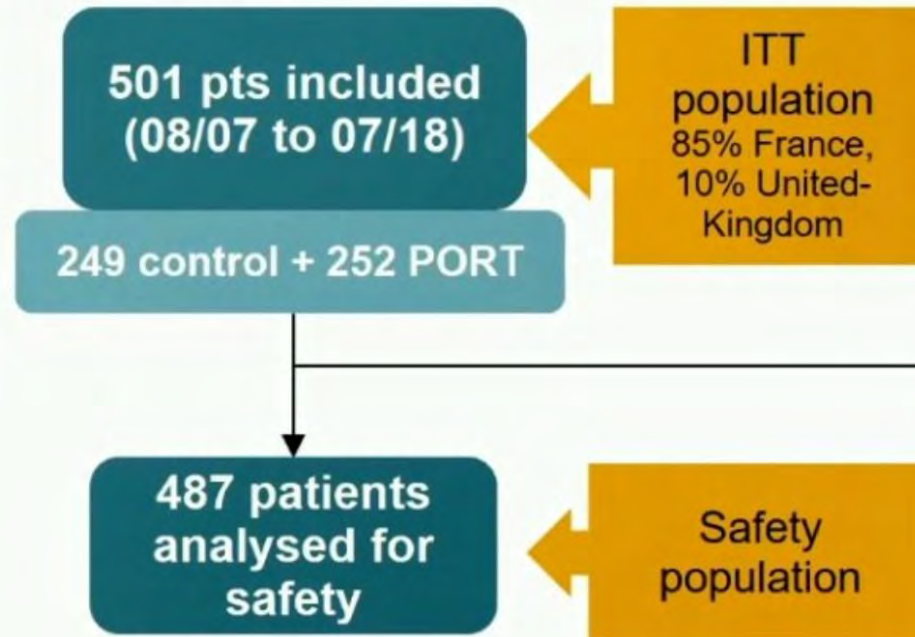 501 pts included
(08/07 to 07/18)
249 control + 252 PORT
ITT
population
85% France,
10% United-
Kingdom
487 patients
analysed for
safety
Safety
population